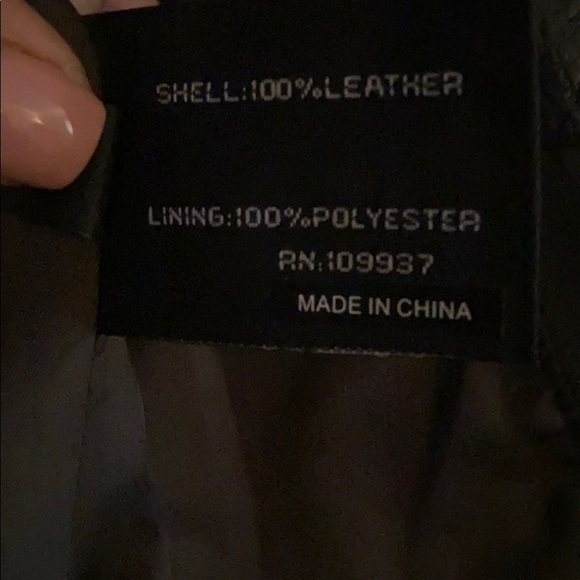 SHELL:100%LEATHER
LINING:100%POLYESTER
RN:109937
MADE IN CHINA